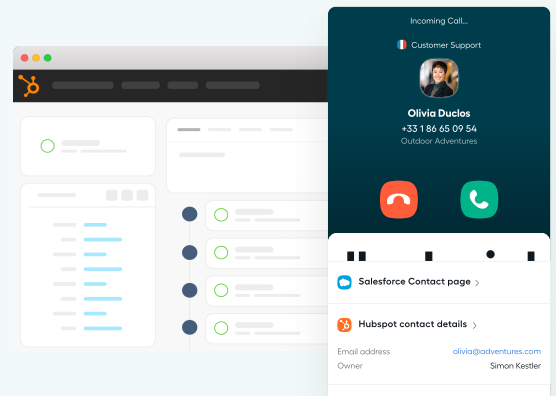 Incoming Call...
Customer Support
Olivia Duclos
+33 1 86 65 09 54
Outdoor Adventures
Salesforce Contact page
Hubspot contact details
Email address olivia@adventures.com
Owner Simon Kestler